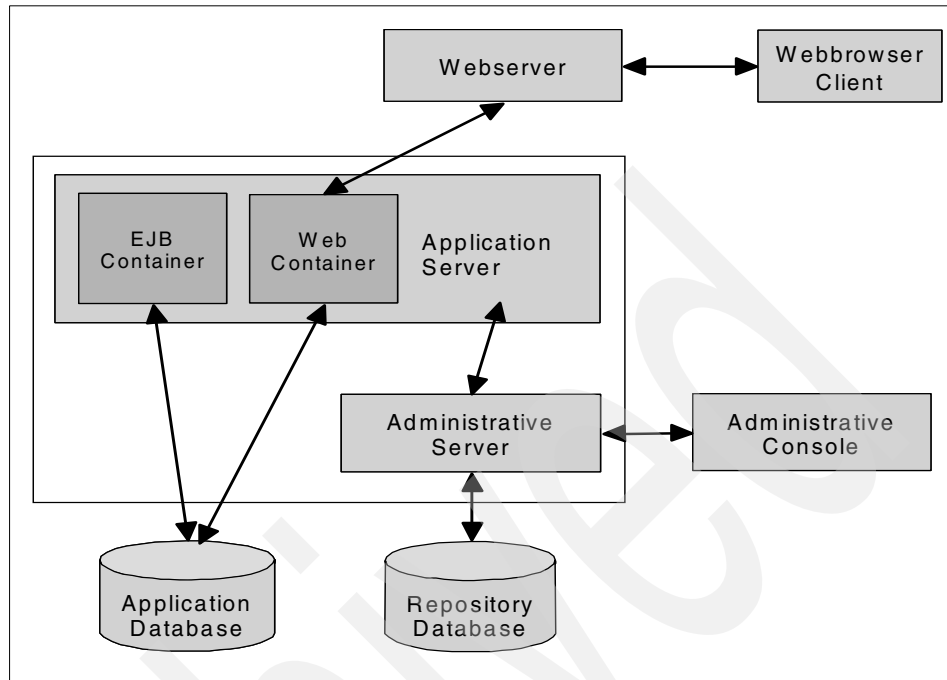 Webserver
Webbrowser
Client
EJB
Container
Web
Container
Application
Server
Administrative
Server
Administrative
Console
Application
Database
Repository
Database